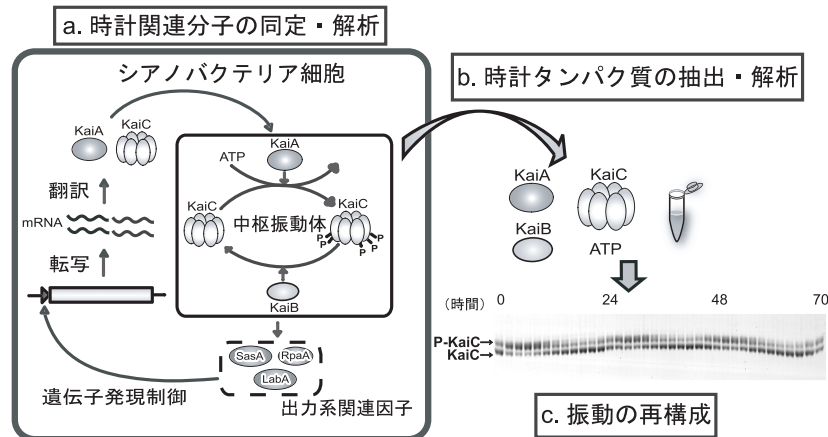 a. 時計関連分子の同定・解析
シアノバクテリア細胞
KaiA
KaiC
翻訳
mRNA
転写
遺伝子発現制御
ATP
KaiA
KaiC
中枢振動体
KaiC
P
P
P
P
P
KaiB
SasA
RpaA
LabA
出力系関連因子
b. 時計タンパク質の抽出・解析
KaiA
KaiC
KaiB
ATP
(時間)
0
24
48
70
P-KaiC
KaiC
c. 振動の再構成